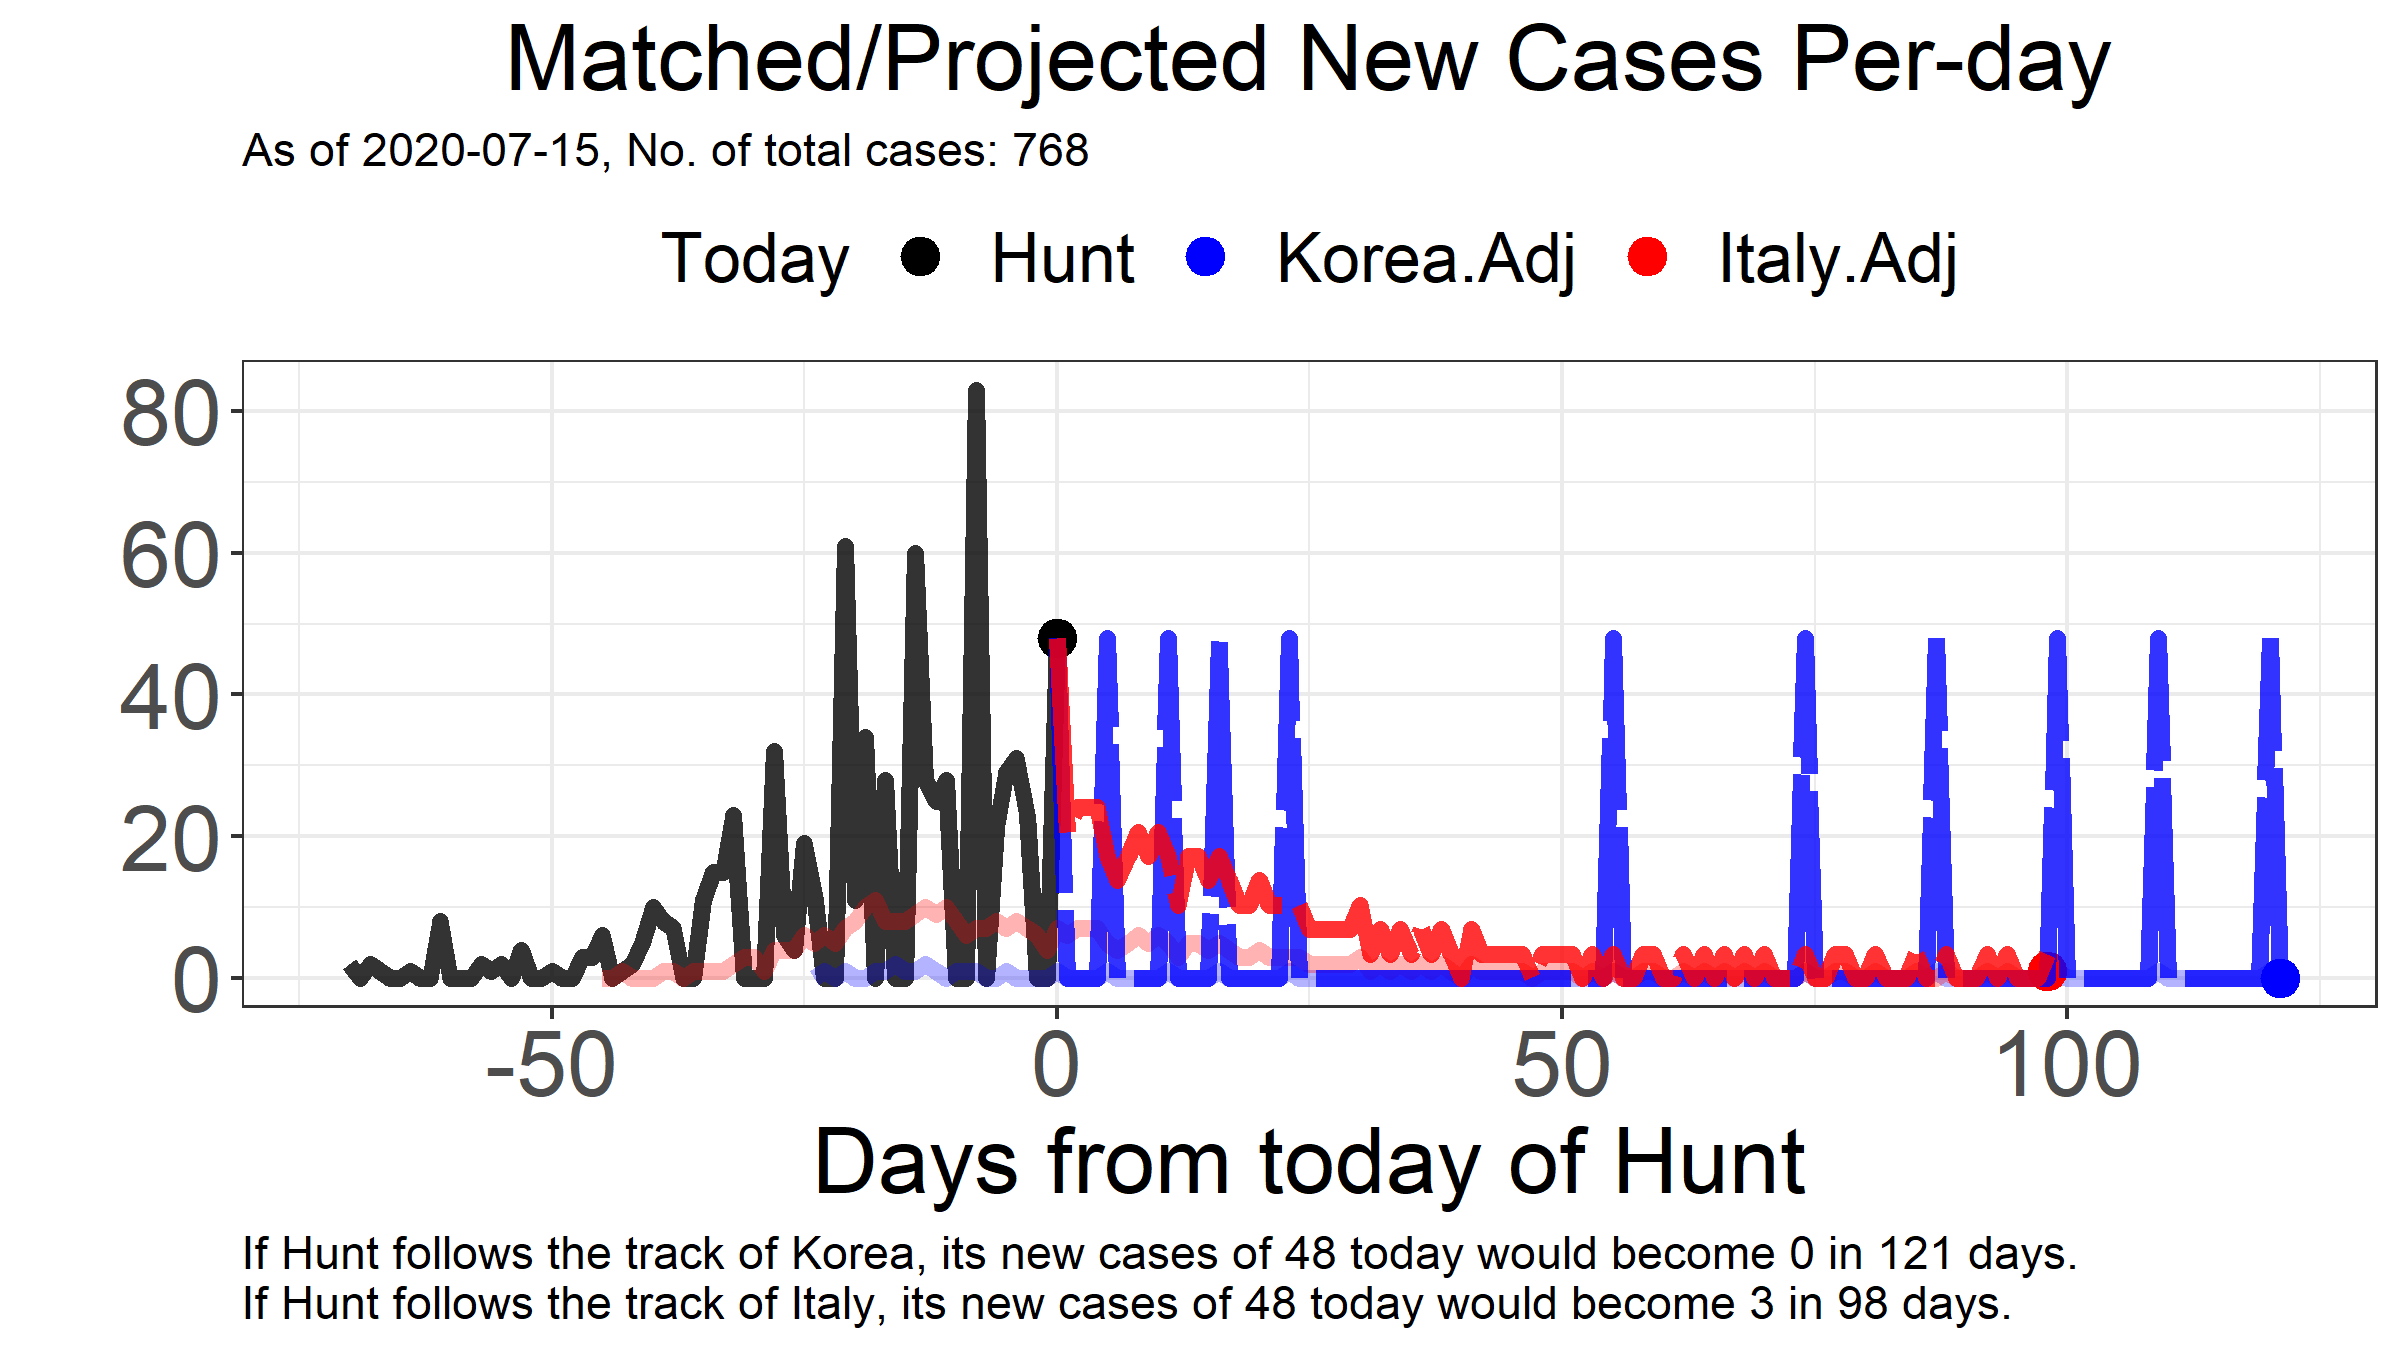 Matched/Projected New Cases Per-day
As of 2020-07-15, No. of total cases: 768
Today Hunt Korea.Adj Italy.Adj
80
60
40
20
0
-50 0 50 100
Days from today of Hunt
If Hunt follows the track of Korea, its new cases of 48 today would become 0 in 121 days.
If Hunt follows the track of Italy, its new cases of 48 today would become 3 in 98 days.